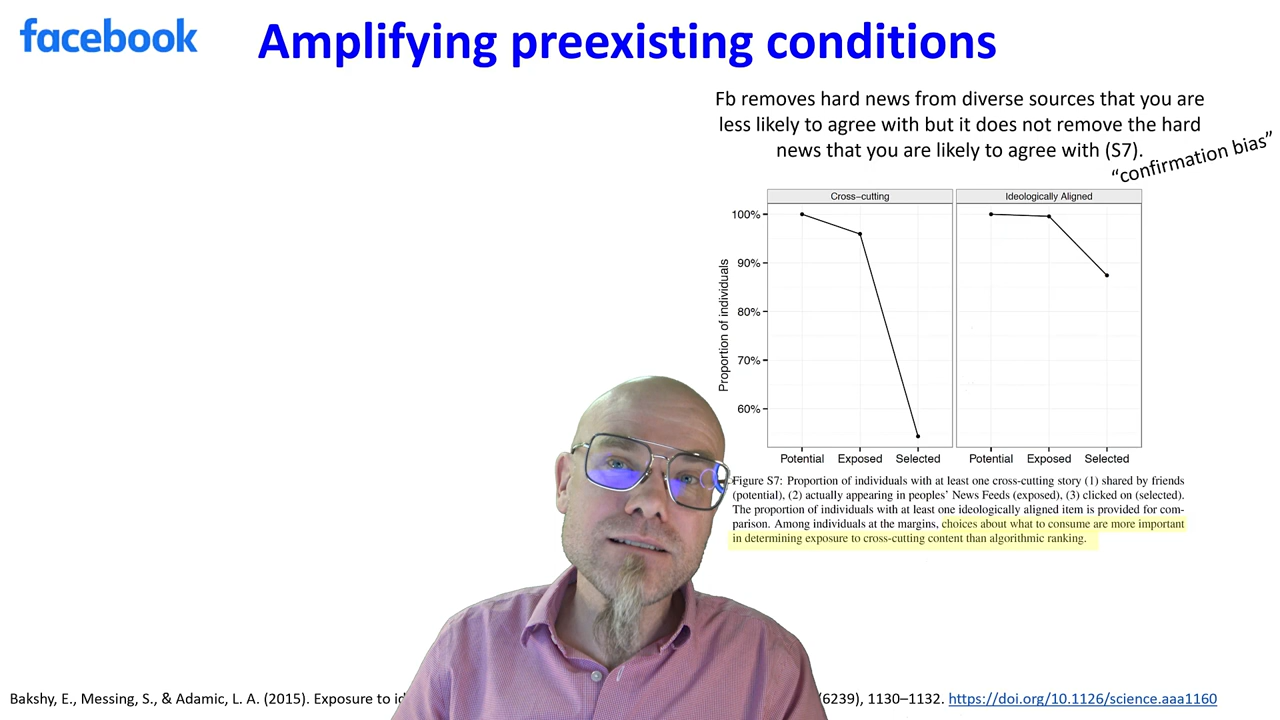 facebook
Amplifying preexisting conditions
Fb removes hard news from diverse sources that you are
less likely to agree with but it does not remove the hard
news that you are likely to agree with (S7).
“confirmation bias”
Cross−cutting
Ideologically Aligned
Proportion of individuals
100%
90%
80%
70%
60%
Potential Exposed Selected
Potential Exposed Selected
Figure S7: Proportion of individuals with at least one cross-cutting story (1) shared by friends
(potential), (2) actually appearing in peoples' News Feeds (exposed), (3) clicked on (selected).
The proportion of individuals with at least one ideologically aligned item is provided for com-
parison. Among individuals at the margins, choices about what to consume are more important
in determining exposure to cross-cutting content than algorithmic ranking.
Bakshy, E., Messing, S., & Adamic, L. A. (2015). Exposure to (6239), 1130–1132. https://doi.org/10.1126/science.aaa1160